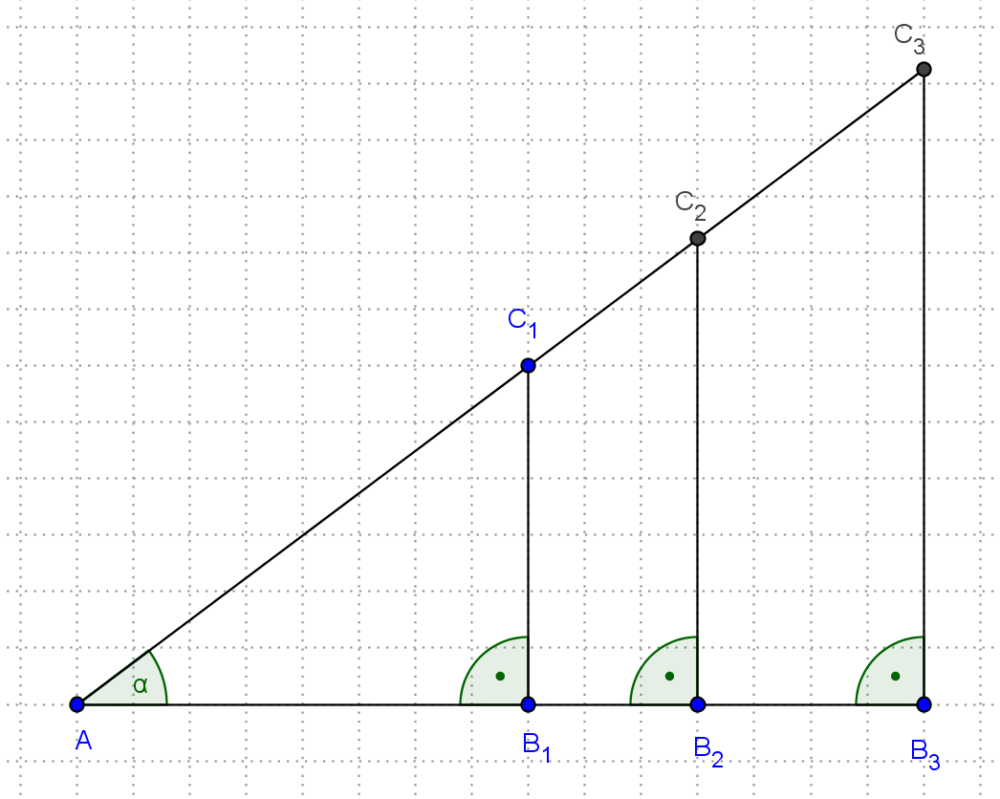 C₃
C₂
C₁
α
A
B₁
B₂
B₃